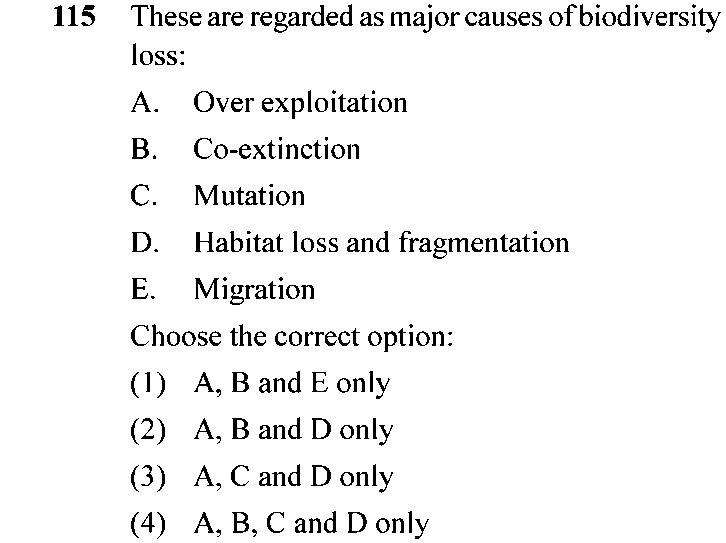 115 These are regarded as major causes of biodiversity
loss:
A. Over exploitation
B. Co-extinction
C. Mutation
D. Habitat loss and fragmentation
E. Migration
Choose the correct option:
(1) A, B and E only
(2) A, B and D only
(3) A, C and D only
(4) A, B, C and D only